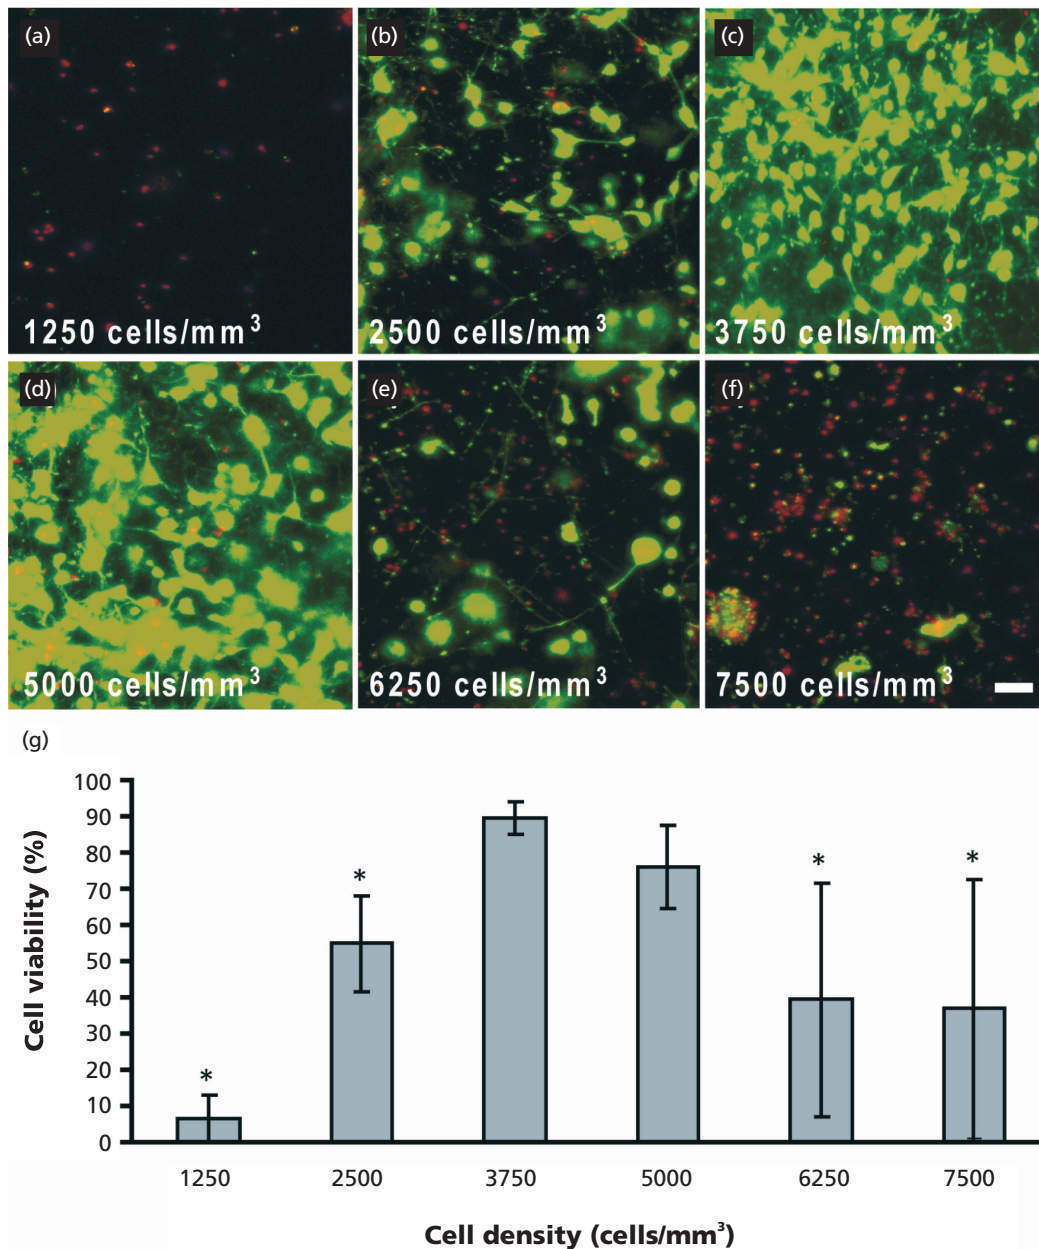 (a)
1250 cells/mm³
(b)
2500 cells/mm³
(c)
3750 cells/mm³
(d)
5000 cells/mm³
(e)
6250 cells/mm³
(f)
7500 cells/mm³
(g)
Cell viability (%)
100
90
80
70
60
50
40
30
20
10
0
*
*
*
*
1250
2500
3750
5000
6250
7500
Cell density (cells/mm³)